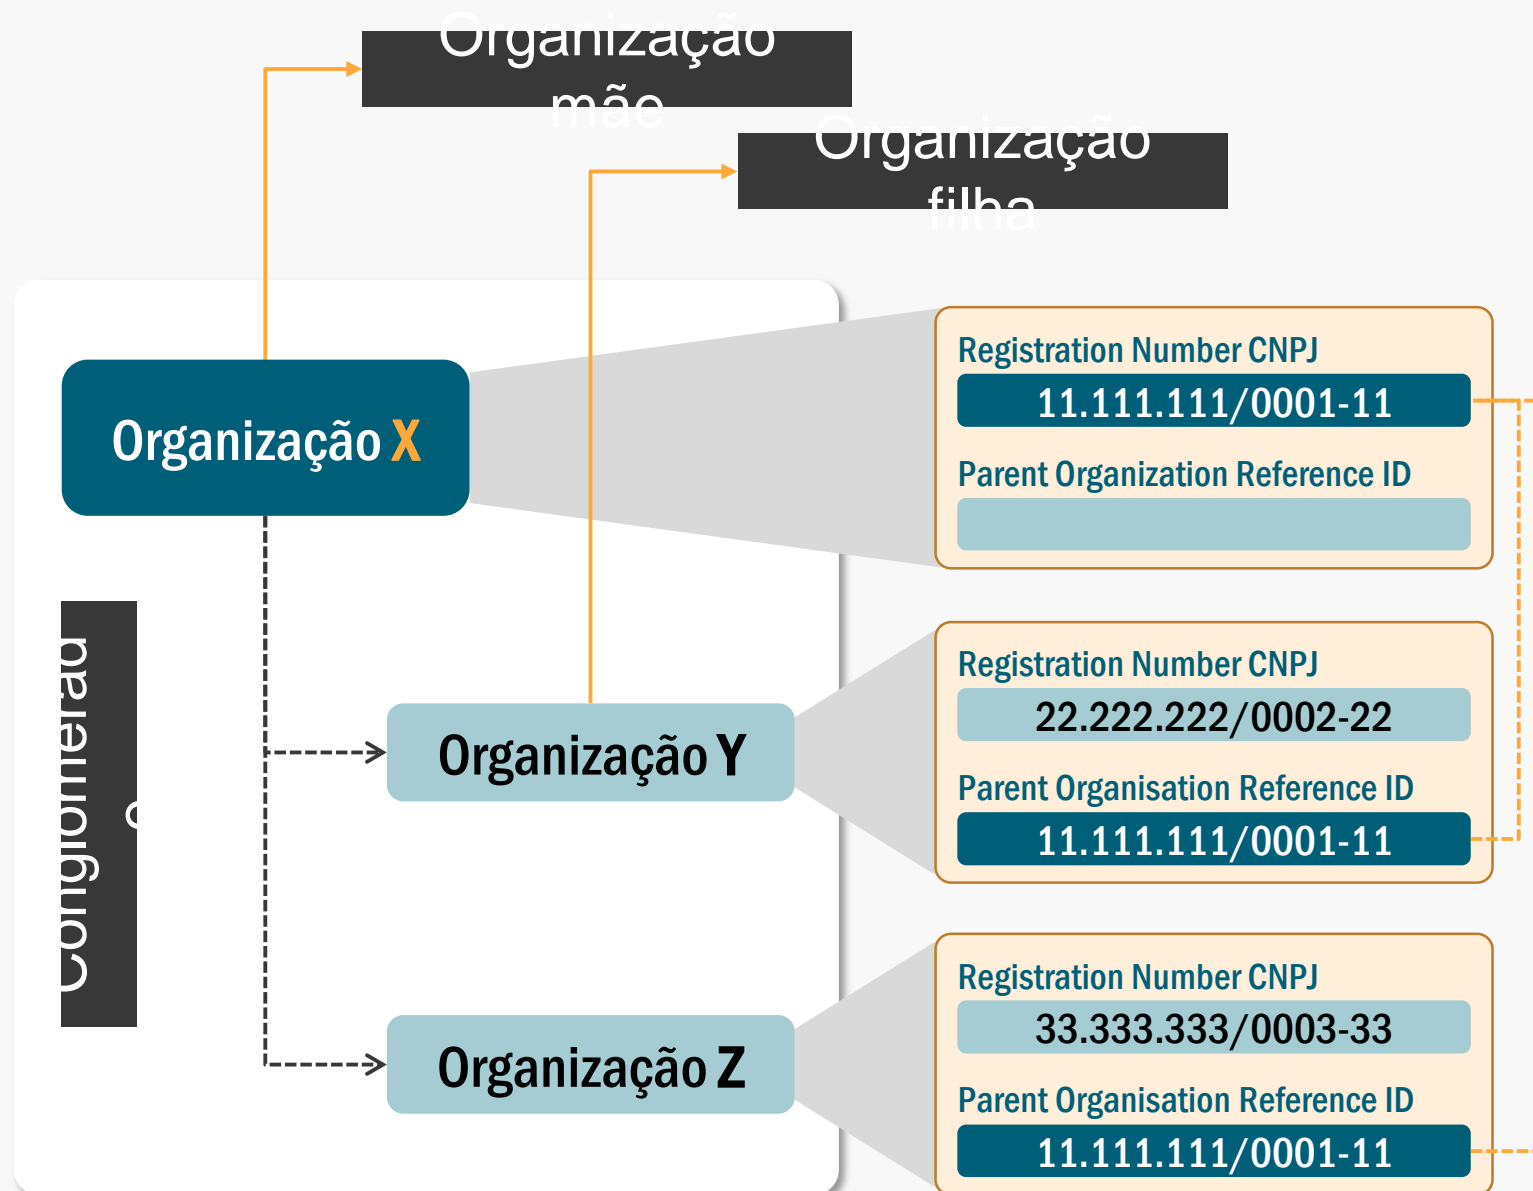 Organização
mãe
Organização
filha
Organização X
Registration Number CNPJ
11.111.111/0001-11
Parent Organization Reference ID
Conglomerad
o
Organização Y
Registration Number CNPJ
22.222.222/0002-22
Parent Organisation Reference ID
11.111.111/0001-11
Organização Z
Registration Number CNPJ
33.333.333/0003-33
Parent Organisation Reference ID
11.111.111/0001-11